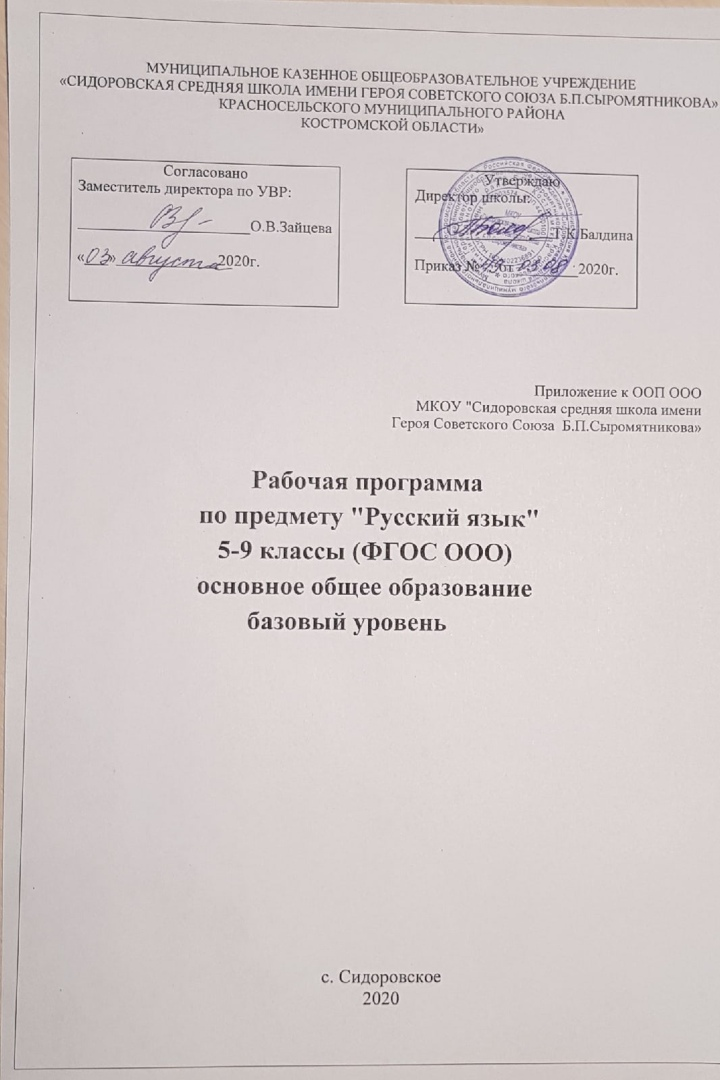 МУНИЦИПАЛЬНОЕ КАЗЕННОЕ ОБЩЕОБРАЗОВАТЕЛЬНОЕ УЧРЕЖДЕНИЕ
«СИДОРОВСКАЯ СРЕДНЯЯ ШКОЛА ИМЕНИ ГЕРОЯ СОВЕТСКОГО СОЮЗА Б.П.СЫРОМЯТНИКОВА»
КРАСНОСЕЛЬСКОГО МУНИЦИПАЛЬНОГО РАЙОНА
КОСТРОМСКОЙ ОБЛАСТИ»
Согласовано
Заместитель директора по УВР:
О.В.Зайцева
«03» августа 2020г.
Утверждаю
Директор школы:
Т.К.Балдина
Приказ № от 03.08 2020г.
Приложение к ООП ООО
МКОУ "Сидоровская средняя школа имени
Героя Советского Союза Б.П.Сыромятникова»
Рабочая программа
по предмету "Русский язык"
5-9 классы (ФГОС ООО)
основное общее образование
базовый уровень
с. Сидоровское
2020